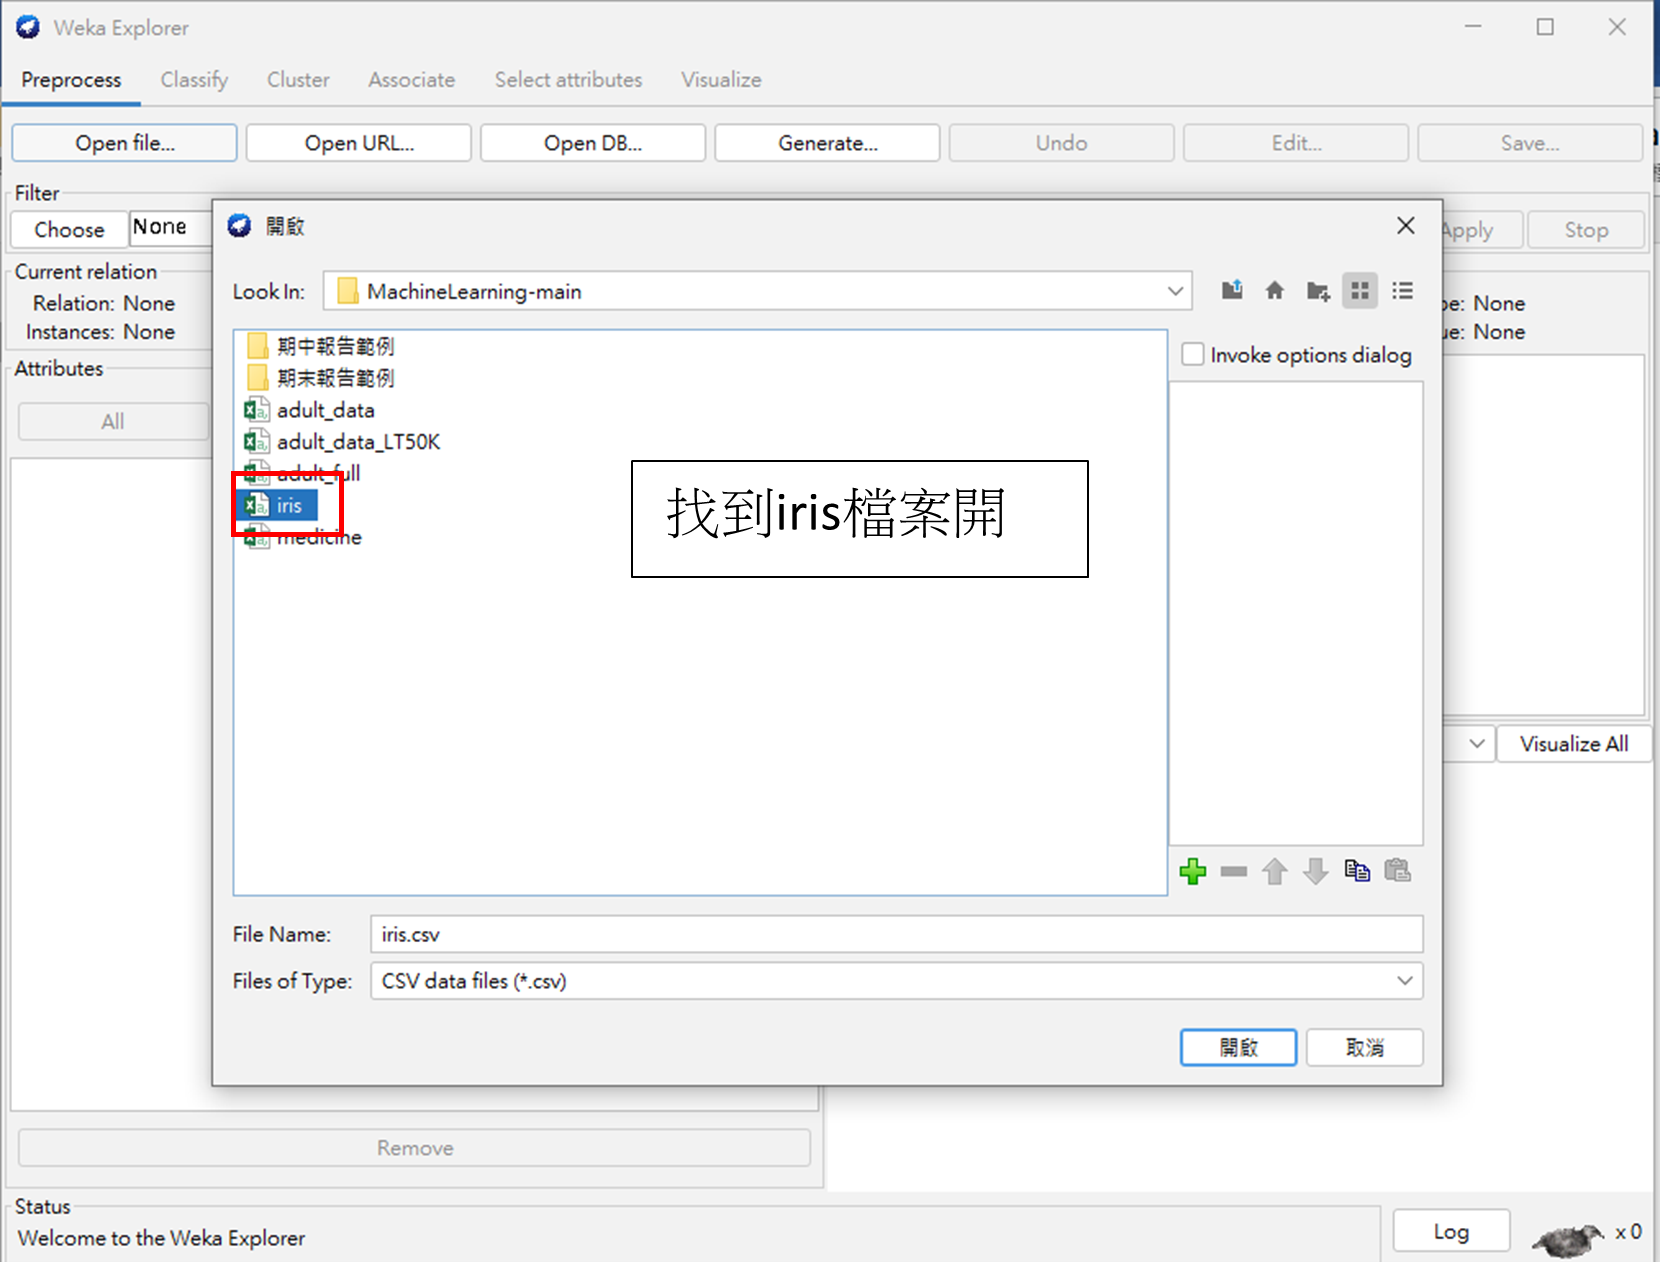 Weka Explorer
Preprocess Classify Cluster Associate Select attributes Visualize
Open file... Open URL... Open DB... Generate... Undo Edit... Save...
Filter
Choose None Apply Stop
開啟
Look In: MachineLearning-main
Current relation
Relation: None
Instances: None
None
None
Attributes
All
期中報告範例
期末報告範例
adult_data
adult_data_LT50K
adult_full
iris
medicine
Invoke options dialog
找到iris檔案開
Visualize All
File Name: iris.csv
Files of Type: CSV data files (*.csv)
開啟 取消
Remove
Status
Welcome to the Weka Explorer
Log x 0